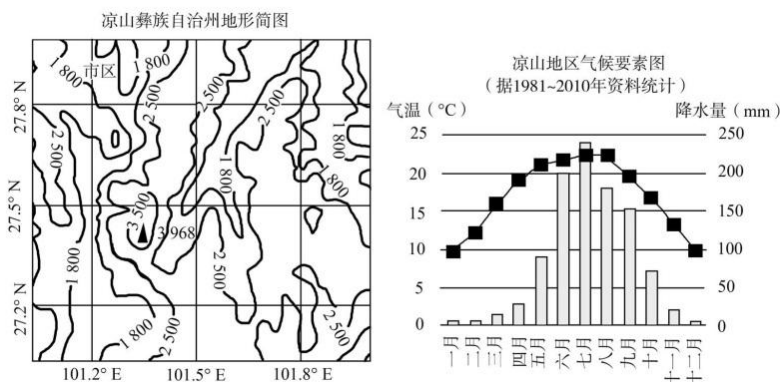 凉山彝族自治州地形简图
27.8° N
27.5° N
27.2° N
101.2° E
101.5° E
101.8° E
1 800
市区
2 500
2 500
2 500
1 800
2 500
1 800
1 800
3 500
3 968
1 800
2 500
1 800
2 500
2 500
凉山地区气候要素图
（据1981~2010年资料统计）
气温（°C）
降水量（mm）
25
20
15
10
5
0
250
200
150
100
50
0
一月
二月
三月
四月
五月
六月
七月
八月
九月
十月
十一月
十二月